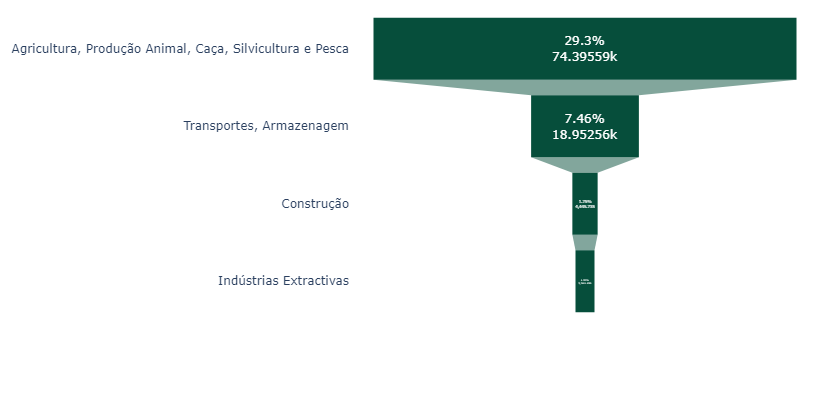 Agricultura, Produção Animal, Caça, Silvicultura e Pesca
29.3%
74.39559k
Transportes, Armazenagem
7.46%
18.95256k
Construção
Indústrias Extractivas